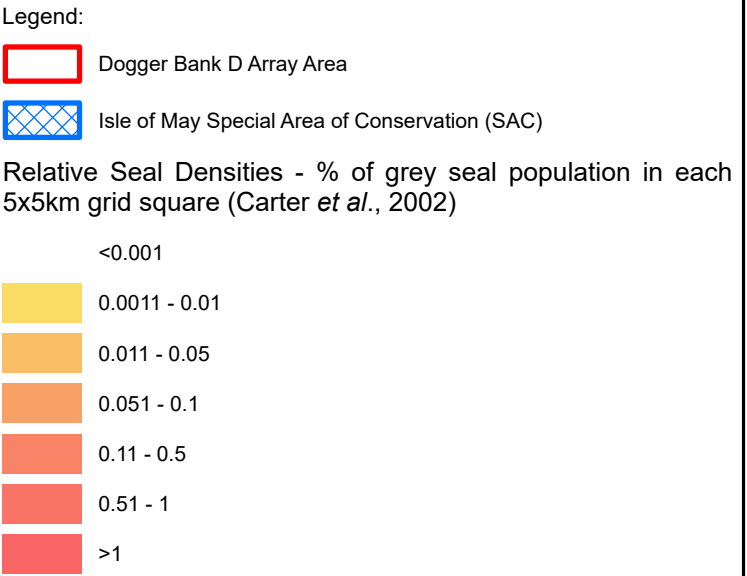 Legend:
Dogger Bank D Array Area
Isle of May Special Area of Conservation (SAC)
Relative Seal Densities - % of grey seal population in each
5x5km grid square (Carter et al., 2002)
<0.001
0.0011 - 0.01
0.011 - 0.05
0.051 - 0.1
0.11 - 0.5
0.51 - 1
>1